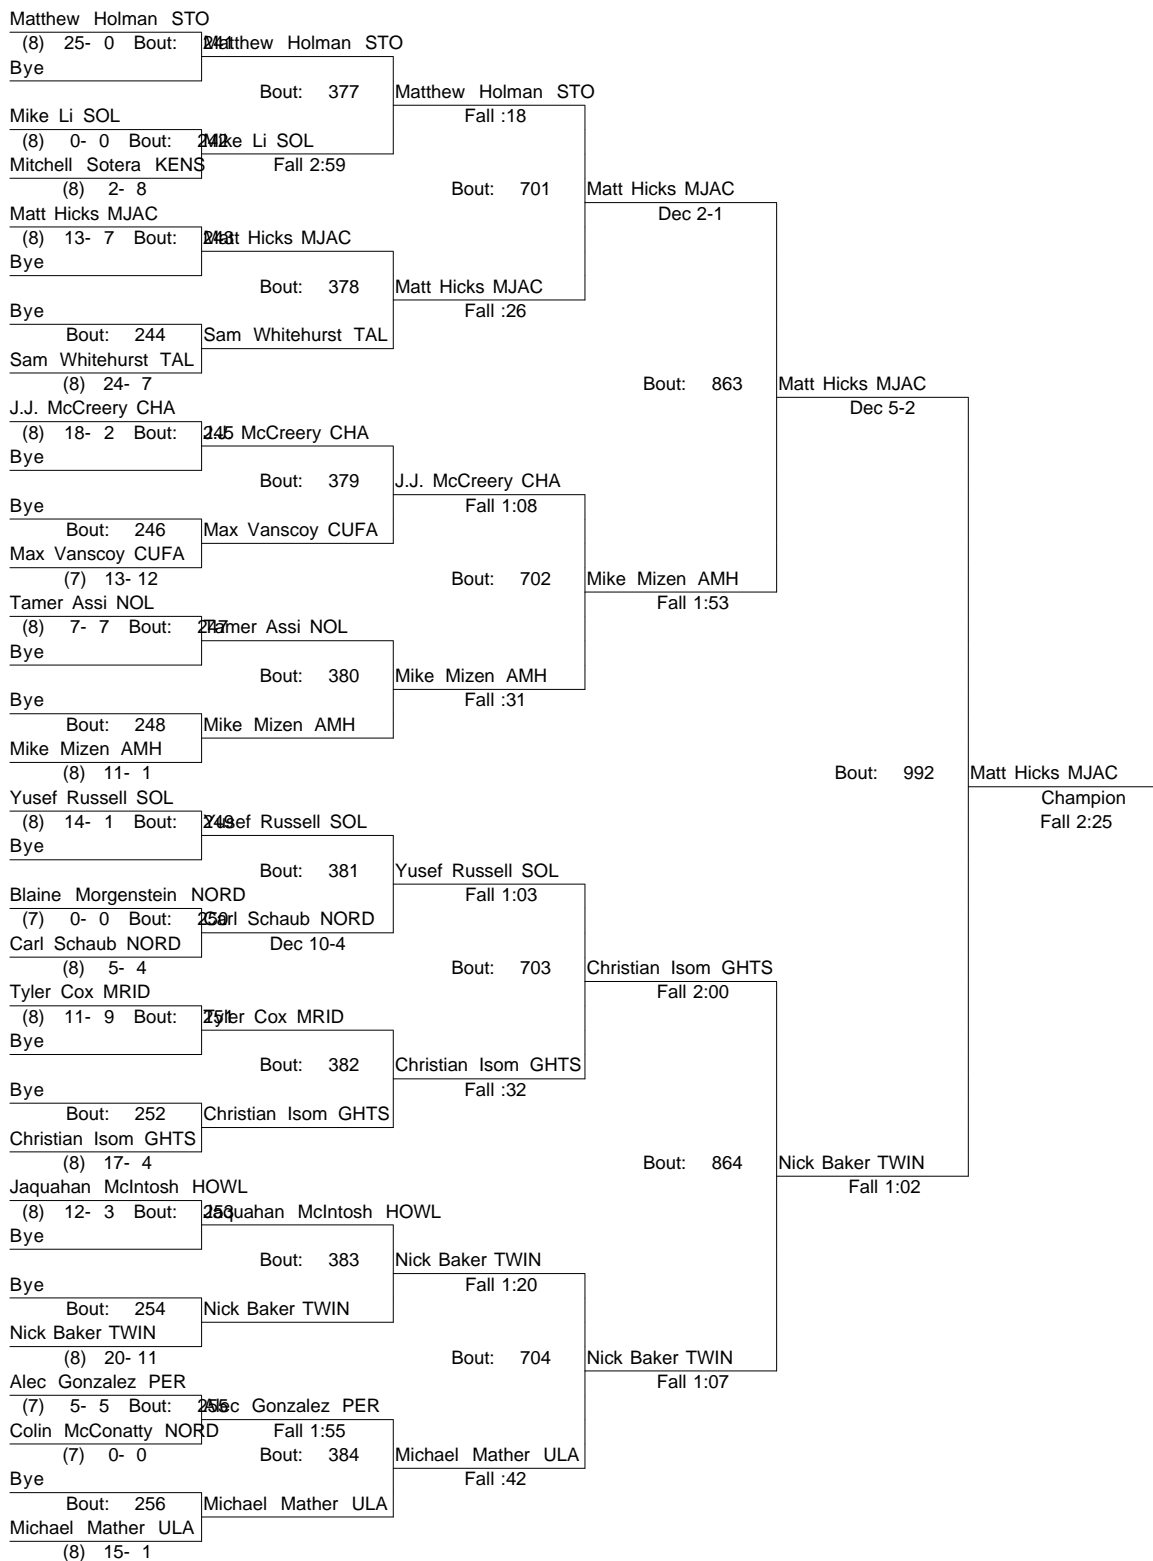 Matthew Holman STO
(8) 25- 0 Bout: 241 Matthew Holman STO
Bye
Bout: 377 Matthew Holman STO
Mike Li SOL Fall :18
(8) 0- 0 Bout: 242 Mike Li SOL
Mitchell Sotera KENS Fall 2:59
(8) 2- 8 Bout: 701 Matt Hicks MJAC
Matt Hicks MJAC Dec 2-1
(8) 13- 7 Bout: 243 Matt Hicks MJAC
Bye
Bout: 378 Matt Hicks MJAC
Bye Fall :26
Bout: 244 Sam Whitehurst TAL
Sam Whitehurst TAL
(8) 24- 7 Bout: 863 Matt Hicks MJAC
J.J. McCreery CHA Dec 5-2
(8) 18- 2 Bout: 245 J.J. McCreery CHA
Bye
Bout: 379 J.J. McCreery CHA
Bye Fall 1:08
Bout: 246 Max Vanscoy CUFA
Max Vanscoy CUFA
(7) 13- 12 Bout: 702 Mike Mizen AMH
Tamer Assi NOL Fall 1:53
(8) 7- 7 Bout: 247 Tamer Assi NOL
Bye
Bout: 380 Mike Mizen AMH
Bye Fall :31
Bout: 248 Mike Mizen AMH
Mike Mizen AMH
(8) 11- 1 Bout: 992 Matt Hicks MJAC
Yusef Russell SOL Champion
(8) 14- 1 Bout: 249 Yusef Russell SOL Fall 2:25
Bye
Bout: 381 Yusef Russell SOL
Blaine Morgenstein NORD Fall 1:03
(7) 0- 0 Bout: 250 Carl Schaub NORD
Carl Schaub NORD Dec 10-4
(8) 5- 4 Bout: 703 Christian Isom GHTS
Tyler Cox MRID Fall 2:00
(8) 11- 9 Bout: 251 Tyler Cox MRID
Bye
Bout: 382 Christian Isom GHTS
Bye Fall :32
Bout: 252 Christian Isom GHTS
Christian Isom GHTS
(8) 17- 4 Bout: 864 Nick Baker TWIN
Jaquahan McIntosh HOWL Fall 1:02
(8) 12- 3 Bout: 253 Jaquahan McIntosh HOWL
Bye
Bout: 383 Nick Baker TWIN
Bye Fall 1:20
Bout: 254 Nick Baker TWIN
Nick Baker TWIN
(8) 20- 11 Bout: 704 Nick Baker TWIN
Alec Gonzalez PER Fall 1:07
(7) 5- 5 Bout: 255 Alec Gonzalez PER
Colin McConatty NORD Fall 1:55
(7) 0- 0 Bout: 384 Michael Mather ULA
Bye Fall :42
Bout: 256 Michael Mather ULA
Michael Mather ULA
(8) 15- 1